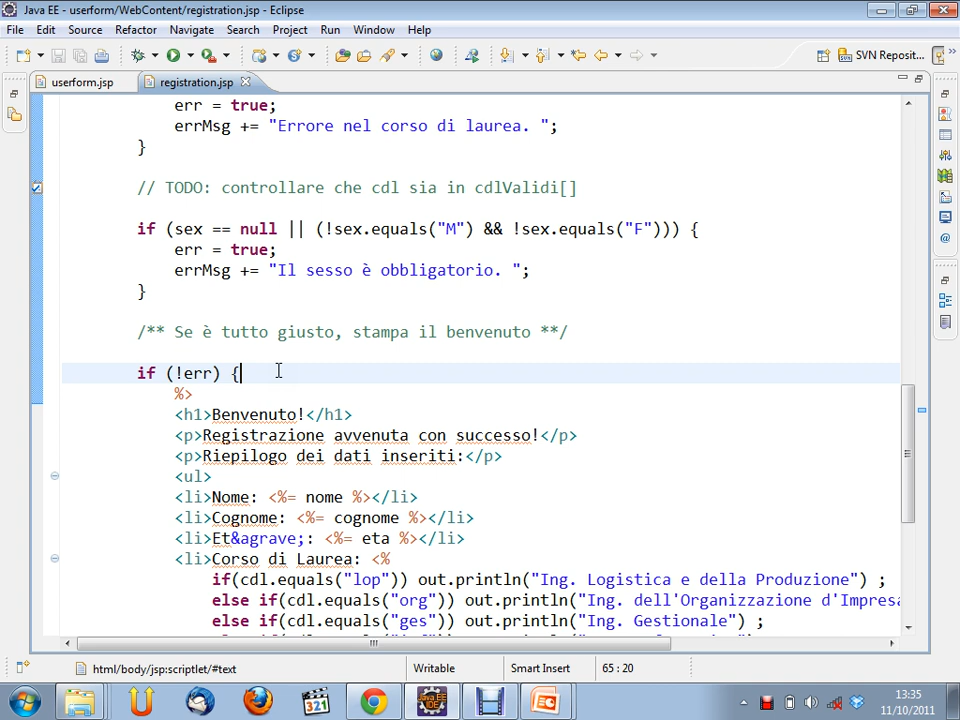 Java EE - userform/WebContent/registration.jsp - Eclipse
File Edit Source Refactor Navigate Search Project Run Window Help
SVN Reposit...
userform.jsp registration.jsp
err = true;
errMsg += "Errore nel corso di laurea. ";
}
// TODO: controllare che cdl sia in cdlValidi[]
if (sex == null || (!sex.equals("M") && !sex.equals("F"))) {
err = true;
errMsg += "Il sesso è obbligatorio. ";
}
/** Se è tutto giusto, stampa il benvenuto **/
if (!err) {
%>
<h1>Benvenuto!</h1>
<p>Registrazione avvenuta con successo!</p>
<p>Riepilogo dei dati inseriti:</p>
<ul>
<li>Nome: <%= nome %></li>
<li>Cognome: <%= cognome %></li>
<li>Et&agrave;: <%= eta %></li>
<li>Corso di Laurea: <%
if(cdl.equals("lop")) out.println("Ing. Logistica e della Produzione") ;
else if(cdl.equals("org")) out.println("Ing. dell'Organizzazione d'Impresa
else if(cdl.equals("ges")) out.println("Ing. Gestionale") ;
html/body/jsp:scriptlet/#text Writable Smart Insert 65 : 20
321
Java EE IDE
13:35
11/10/2011